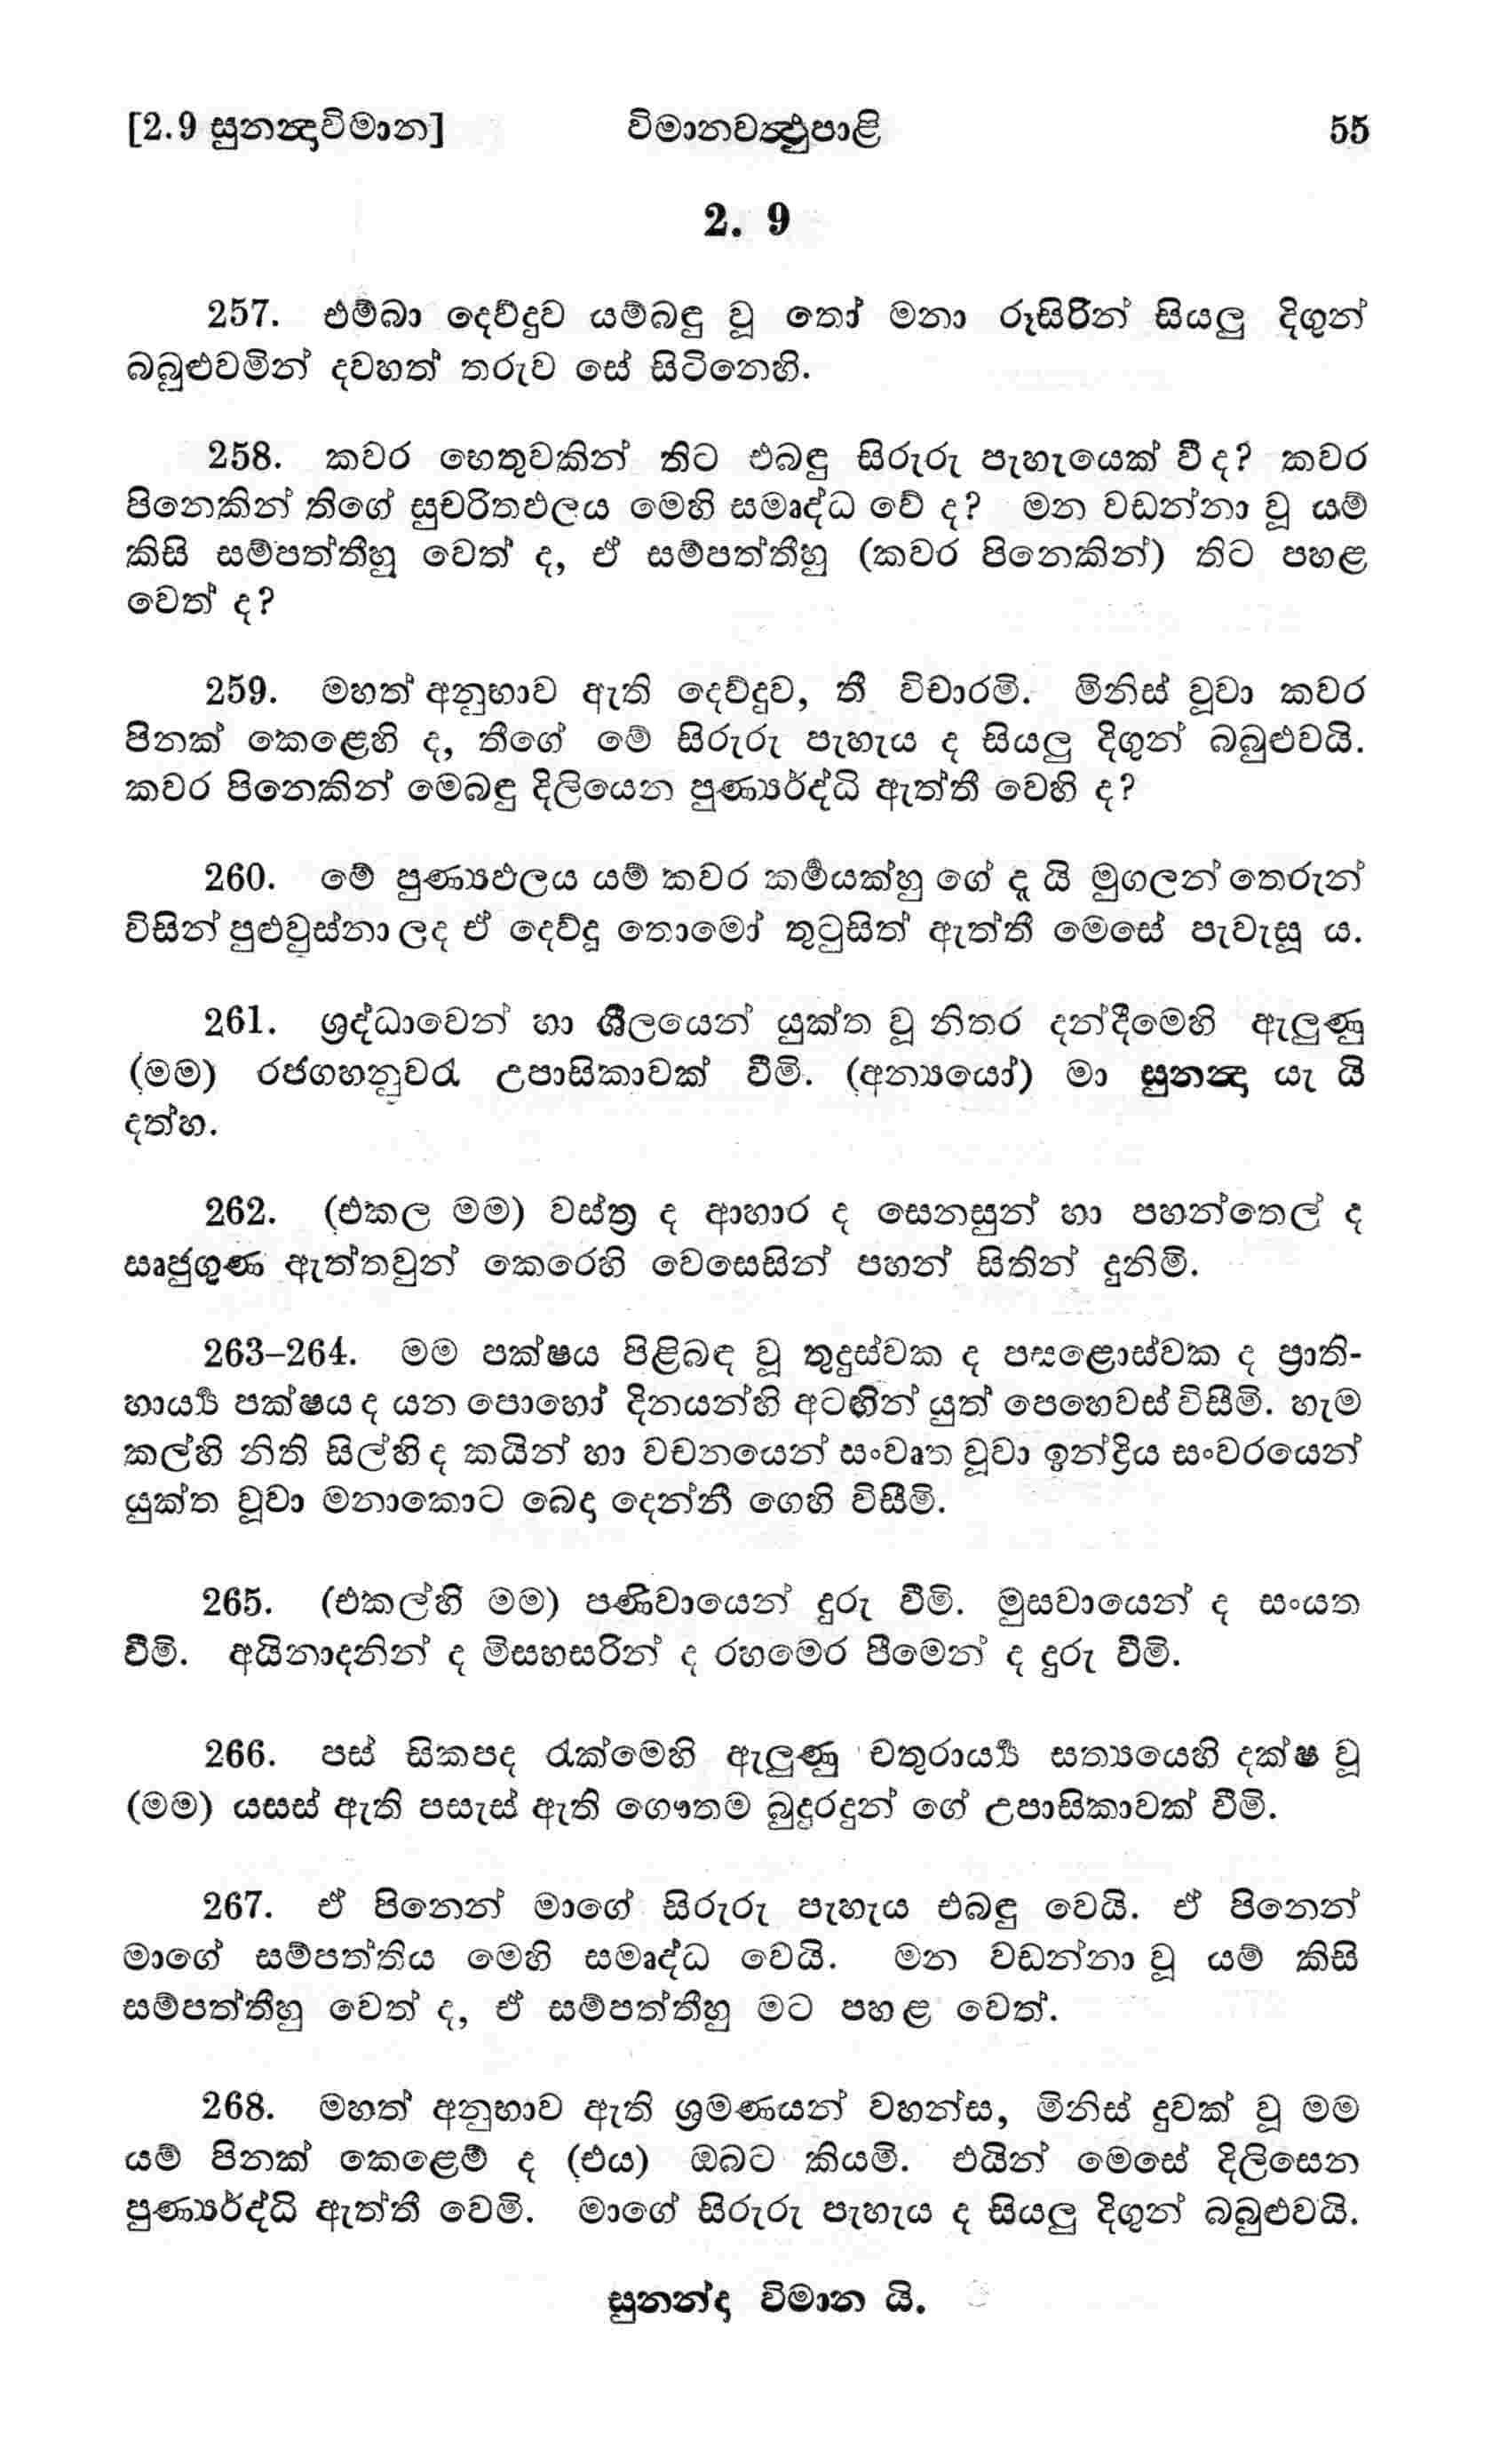 [2.9 සුනන්‍දාවිමාන] විමානවත්‍ථුපාළි 55
2. 9
257. එම්බා දෙව්දුව යම්බඳු වූ තෝ මනා රූසිරින් සියලු දිගුන්
බබුළුවමින් දවහත් තරුව සේ සිටිනෙහි.
258. කවර හෙතුවකින් තිට එබඳු සිරුරු පැහැයෙක් වී ද? කවර
පිනෙකින් තිගේ සුචරිතඵලය මෙහි සමෘද්ධ වේ ද? මන වඩන්නා වූ යම්
කිසි සම්පත්තීහු වෙත් ද, ඒ සම්පත්තීහු (කවර පිනෙකින්) තිට පහළ
වෙත් ද?
259. මහත් අනුභාව ඇති දෙව්දුව, තී විචාරමි. මිනිස් වූවා කවර
පිනක් කෙළෙහි ද, තීගේ මේ සිරුරු පැහැය ද සියලු දිගුන් බබුළුවයි.
කවර පිනෙකින් මෙබඳු දිලියෙන පුණ්‍යර්ද්ධි ඇත්තී වෙහි ද?
260. මේ පුණ්‍යඵලය යම් කවර කර්‍මයක්හු ගේ දැ යි මුගලන් තෙරුන්
විසින් පුළුවුස්නා ලද ඒ දෙව්දූ තොමෝ තුටුසිත් ඇත්තී මෙසේ පැවැසූ ය.
261. ශ්‍රද්ධාවෙන් හා ශීලයෙන් යුක්ත වූ නිතර දන්දීමෙහි ඇලුණු
(මම) රජගහනුවරැ උපාසිකාවක් වීමි. (අන්‍යයෝ) මා සුනන්‍දා යැ යි
දත්හ.
262. (එකල මම) වස්ත්‍ර ද ආහාර ද සෙනසුන් හා පහන්තෙල් ද
ඍජුගුණ ඇත්තවුන් කෙරෙහි වෙසෙසින් පහන් සිතින් දුනිමි.
263–264. මම පක්ෂය පිළිබඳ වූ තුදුස්වක ද පසළොස්වක ද ප්‍රාති-
හාර්‍ය්‍ය පක්ෂය ද යන පොහෝ දිනයන්හි අටඟින් යුත් පෙහෙවස් විසීමි. හැම
කල්හි නිති සිල්හි ද කයින් හා වචනයෙන් සංවෘත වූවා ඉන්ද්‍රිය සංවරයෙන්
යුක්ත වූවා මනාකොට බෙදා දෙන්නී ගෙහි විසීමි.
265. (එකල්හි මම) පණිවායෙන් දුරු වීමි. මුසවායෙන් ද සංයත
වීමි. අයිනාදනින් ද මිසහසරින් ද රහමෙර පීමෙන් ද දුරු වීමි.
266. පස් සිකපද රැක්මෙහි ඇලුණු චතුරාර්‍ය්‍ය සත්‍යයෙහි දක්ෂ වූ
(මම) යසස් ඇති පසැස් ඇති ගෞතම බුදුරදුන් ගේ උපාසිකාවක් වීමි.
267. ඒ පිනෙන් මාගේ සිරුරු පැහැය එබඳු වෙයි. ඒ පිනෙන්
මාගේ සම්පත්තිය මෙහි සමෘද්ධ වෙයි. මන වඩන්නා වූ යම් කිසි
සම්පත්තීහු වෙත් ද, ඒ සම්පත්තීහු මට පහළ වෙත්.
268. මහත් අනුභාව ඇති ශ්‍රමණයන් වහන්ස, මිනිස් දුවක් වූ මම
යම් පිනක් කෙළෙම් ද (එය) ඔබට කියමි. එයින් මෙසේ දිලිසෙන
පුණ්‍යර්ද්ධි ඇත්තී වෙමි. මාගේ සිරුරු පැහැය ද සියලු දිගුන් බබුළුවයි.
සුනන්දා විමාන යි.